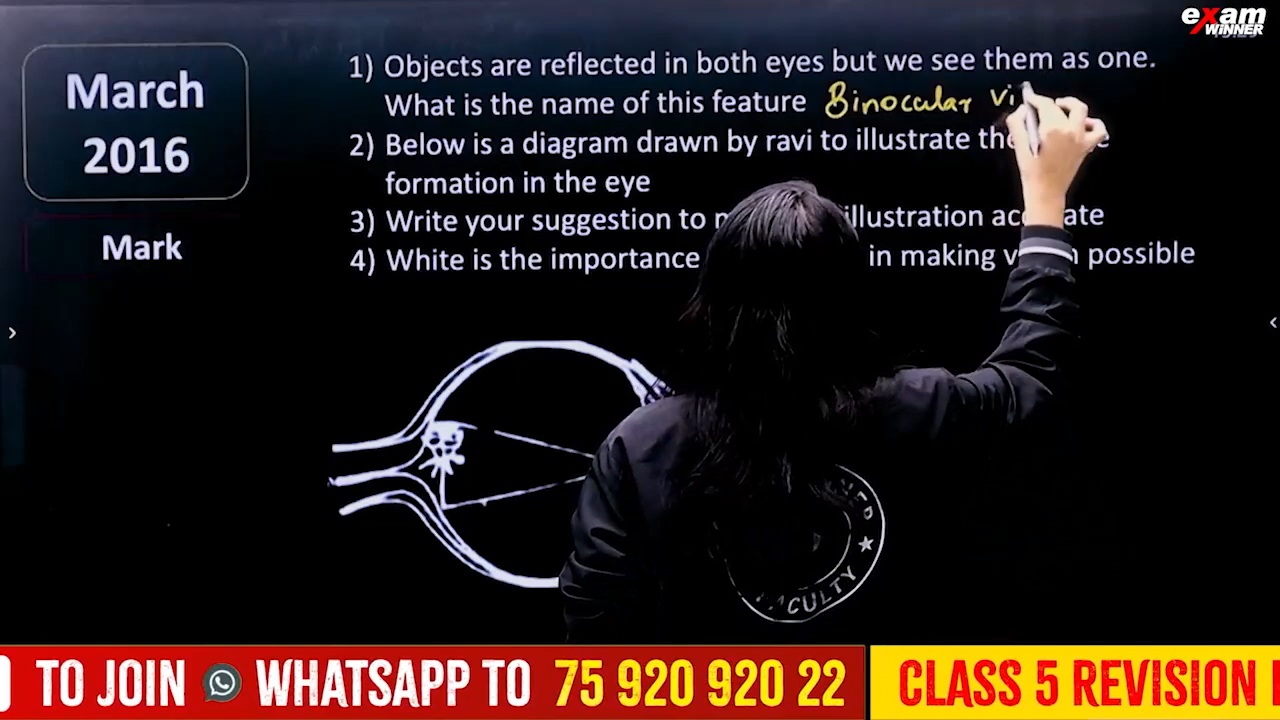 exam
WiNNER
March
2016
Mark
1) Objects are reflected in both eyes but we see them as one.
What is the name of this feature Binocular Vi
2) Below is a diagram drawn by ravi to illustrate
formation in the eye
3) Write your suggestion to illustration
4) White is the importance in making possible
FACULTY ★
TO JOIN WHATSAPP TO 75 920 920 22
CLASS 5 REVISION